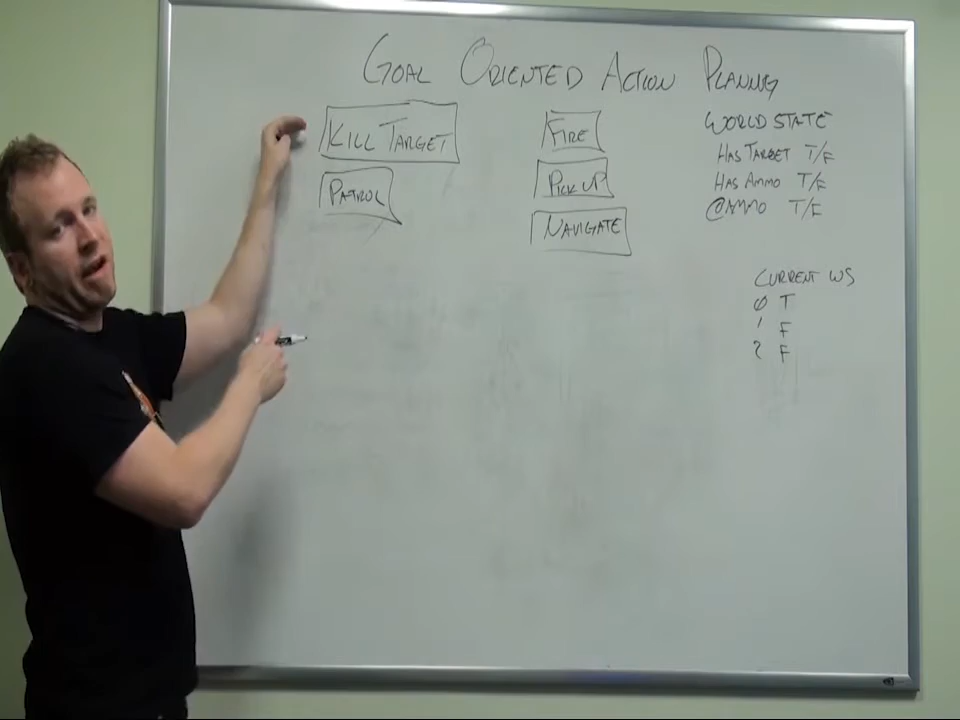 GOAL ORIENTED ACTION PLANNING
KILL TARGET
PATROL
FIRE
PICK UP
NAVIGATE
WORLD STATE
HAS TARGET T/F
HAS AMMO T/F
@AMMO T/F
CURRENT WS
0 T
1 F
2 F